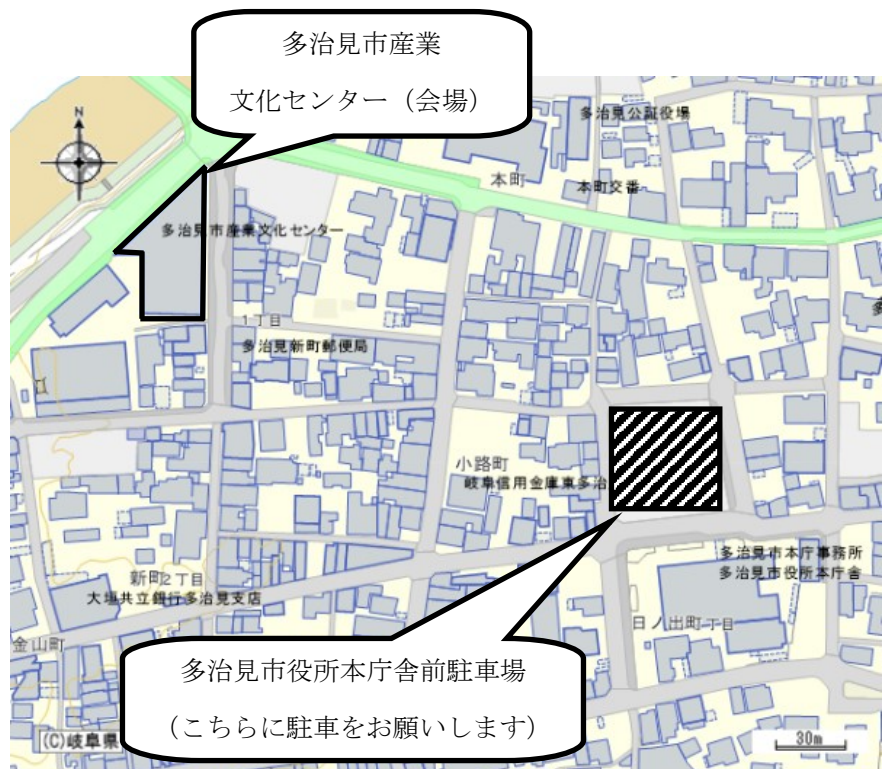 多治見市産業
文化センター（会場）
N
多治見公証役場
本町
本町交番
多治見市産業文化センター
多
1丁目
多治見新町郵便局
小路町
岐阜信用金庫東多治
多治見市本庁事務所
多治見市役所本庁舎
新町2丁目
大垣共立銀行多治見支店
日ノ出町
丁目
金山町
多治見市役所本庁舎前駐車場
（こちらに駐車をお願いします）
(C)岐阜県
30m